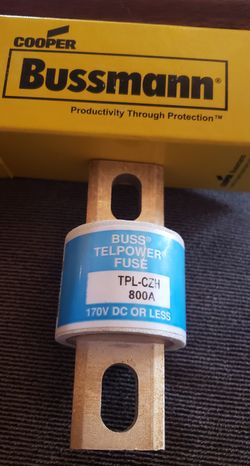 COOPER
Bussmann®
Productivity Through Protection™
BUSS®
TELPOWER®
FUSE
TPL-CZH
800A
170V DC OR LESS